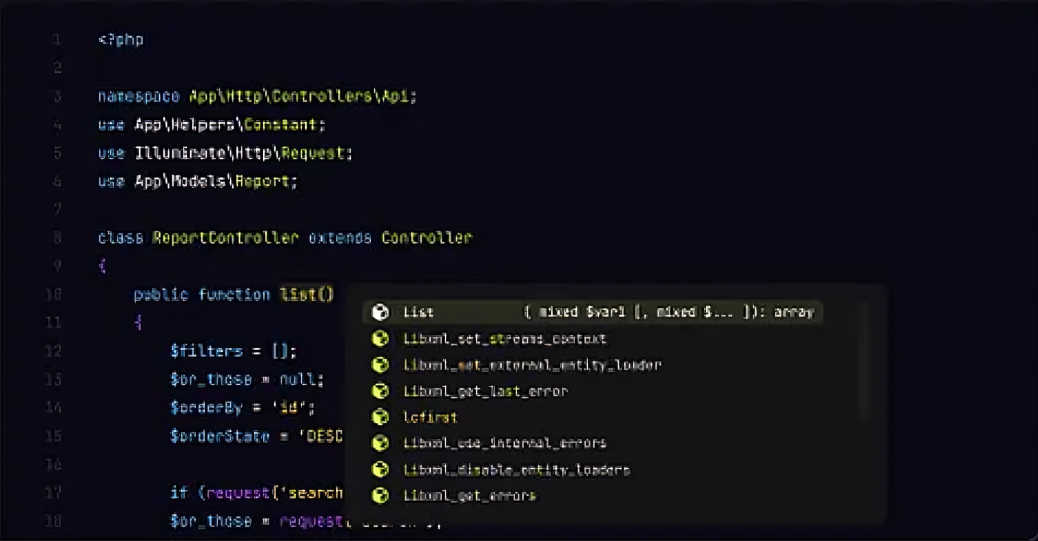 1 <?php
2
3 namespace App\Http\Controllers\Api;
4 use App\Helpers\Constant;
5 use Illuminate\Http\Request;
6 use App\Models\Report;
7
8 class ReportController extends Controller
9 {
10 public function list()
11 {
12 $filters = [];
13 $or_those = null;
14 $orderBy = 'id';
15 $orderState = 'DESC
16
17 if (request('search
18 $or_those = request(
List ( mixed $var1 [, mixed $... ]): array
Libxml_set_streams_context
Libxml_set_external_entity_loader
Libxml_get_last_error
lcfirst
Libxml_use_internal_errors
Libxml_disable_entity_loaders
Libxml_get_errors